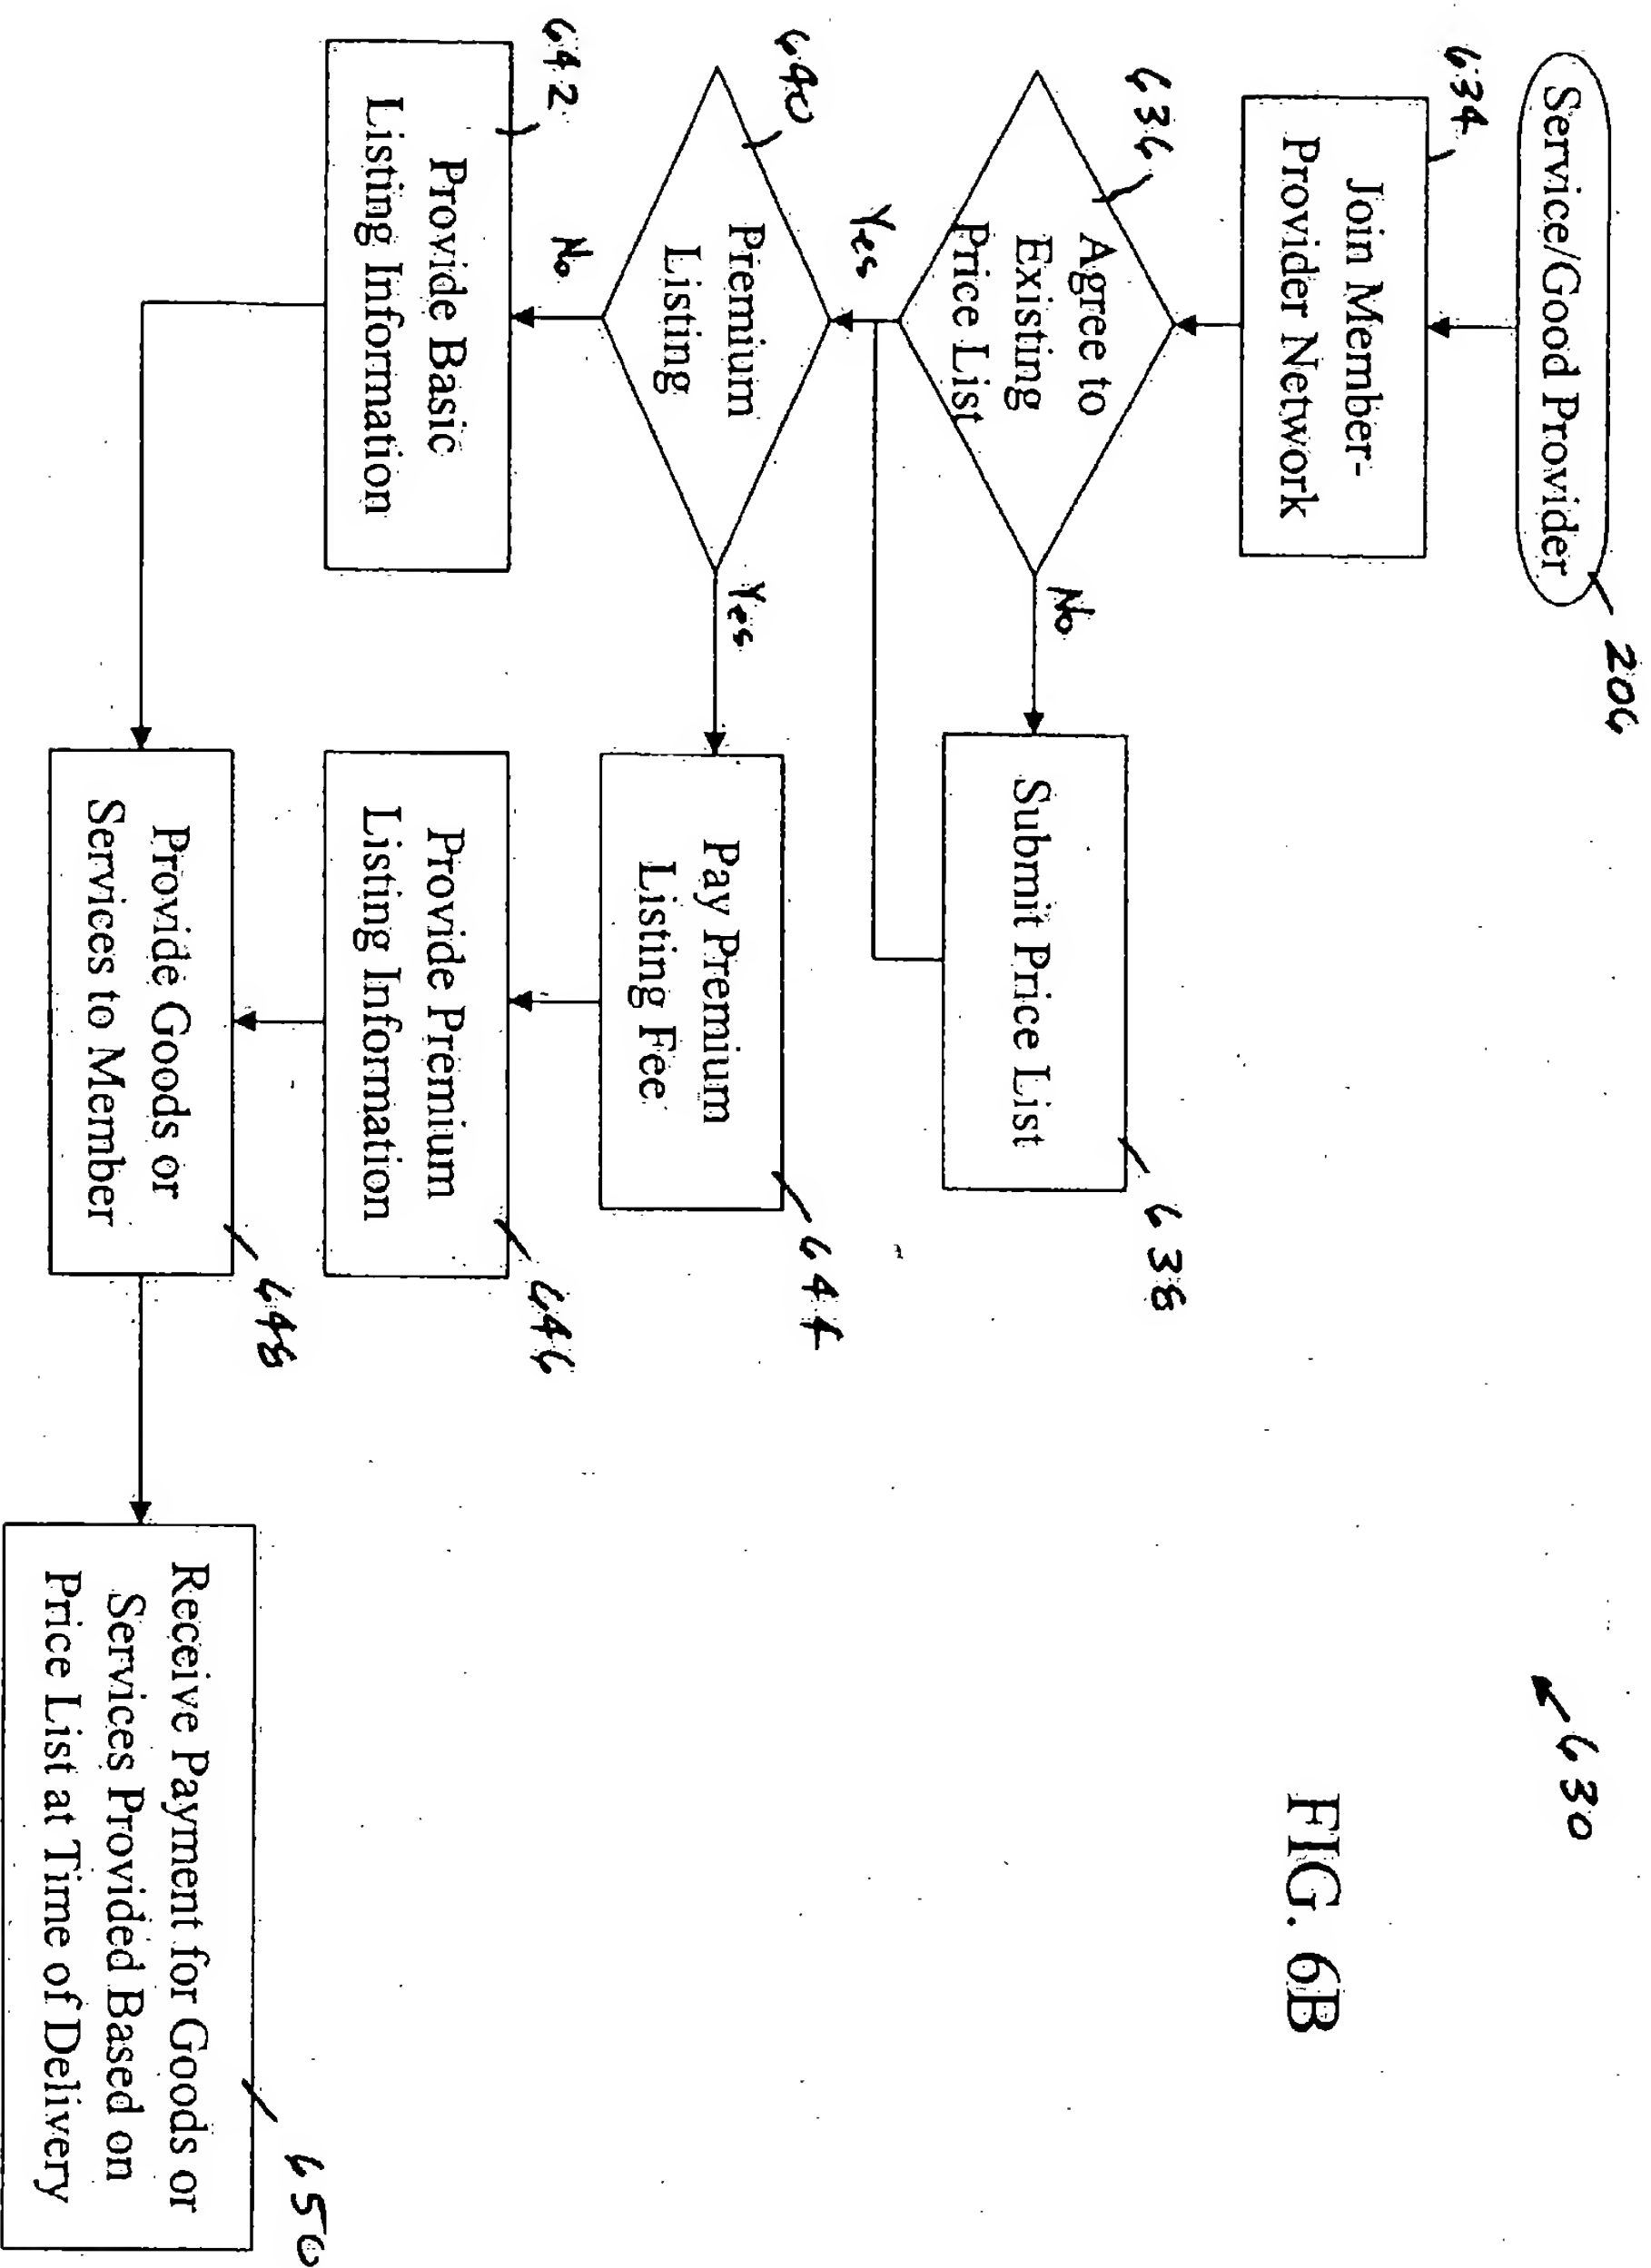 Service/Good Provider
206
634
Join Member-
Provider Network
630
636
Agree to
Existing
Price List
No
Submit Price List
638
FIG. 6B
Yes
640
Premium
Listing
Yes
Pay Premium
Listing Fee
644
No
642
Provide Basic
Listing Information
Provide Premium
Listing Information
646
Provide Goods or
Services to Member
648
Receive Payment for Goods or
Services Provided Based on
Price List at Time of Delivery
650